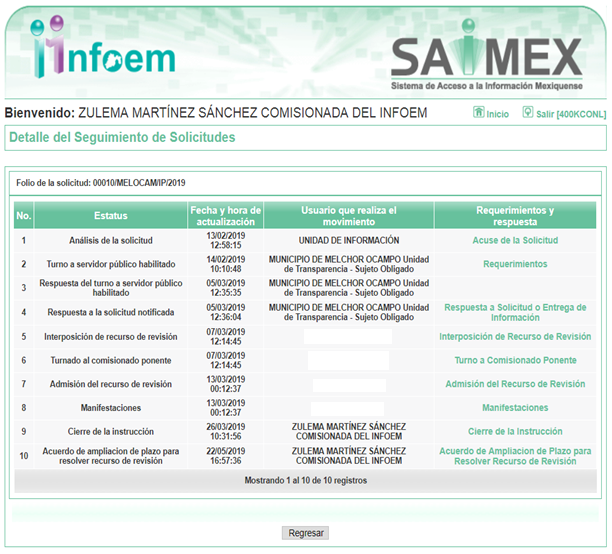 infoem
SAIMEX
Sistema de Acceso a la Información Mexiquense
Bienvenido: ZULEMA MARTÍNEZ SÁNCHEZ COMISIONADA DEL INFOEM
Inicio
Salir [400KCONL]
Detalle del Seguimiento de Solicitudes
Folio de la solicitud: 00010/MELOCAM/IP/2019
No. Estatus Fecha y hora de actualización Usuario que realiza el movimiento Requerimientos y respuesta
1 Análisis de la solicitud 13/02/2019 12:58:15 UNIDAD DE INFORMACIÓN Acuse de la Solicitud
2 Turno a servidor público habilitado 14/02/2019 10:10:48 MUNICIPIO DE MELCHOR OCAMPO Unidad de Transparencia - Sujeto Obligado Requerimientos
3 Respuesta del turno a servidor público habilitado 05/03/2019 12:35:35 MUNICIPIO DE MELCHOR OCAMPO Unidad de Transparencia - Sujeto Obligado
4 Respuesta a la solicitud notificada 05/03/2019 12:36:04 MUNICIPIO DE MELCHOR OCAMPO Unidad de Transparencia - Sujeto Obligado Respuesta a Solicitud o Entrega de Información
5 Interposición de recurso de revisión 07/03/2019 12:14:45 Interposición de Recurso de Revisión
6 Turnado al comisionado ponente 07/03/2019 12:14:45 Turno a Comisionado Ponente
7 Admisión del recurso de revisión 13/03/2019 00:12:37 Admisión del Recurso de Revisión
8 Manifestaciones 13/03/2019 00:12:37 Manifestaciones
9 Cierre de la instrucción 26/03/2019 10:31:56 ZULEMA MARTÍNEZ SÁNCHEZ COMISIONADA DEL INFOEM Cierre de la Instrucción
10 Acuerdo de ampliacion de plazo para resolver recurso de revisión 22/05/2019 16:57:36 ZULEMA MARTÍNEZ SÁNCHEZ COMISIONADA DEL INFOEM Acuerdo de Ampliacion de Plazo para Resolver Recurso de Revisión
Mostrando 1 al 10 de 10 registros
Regresar